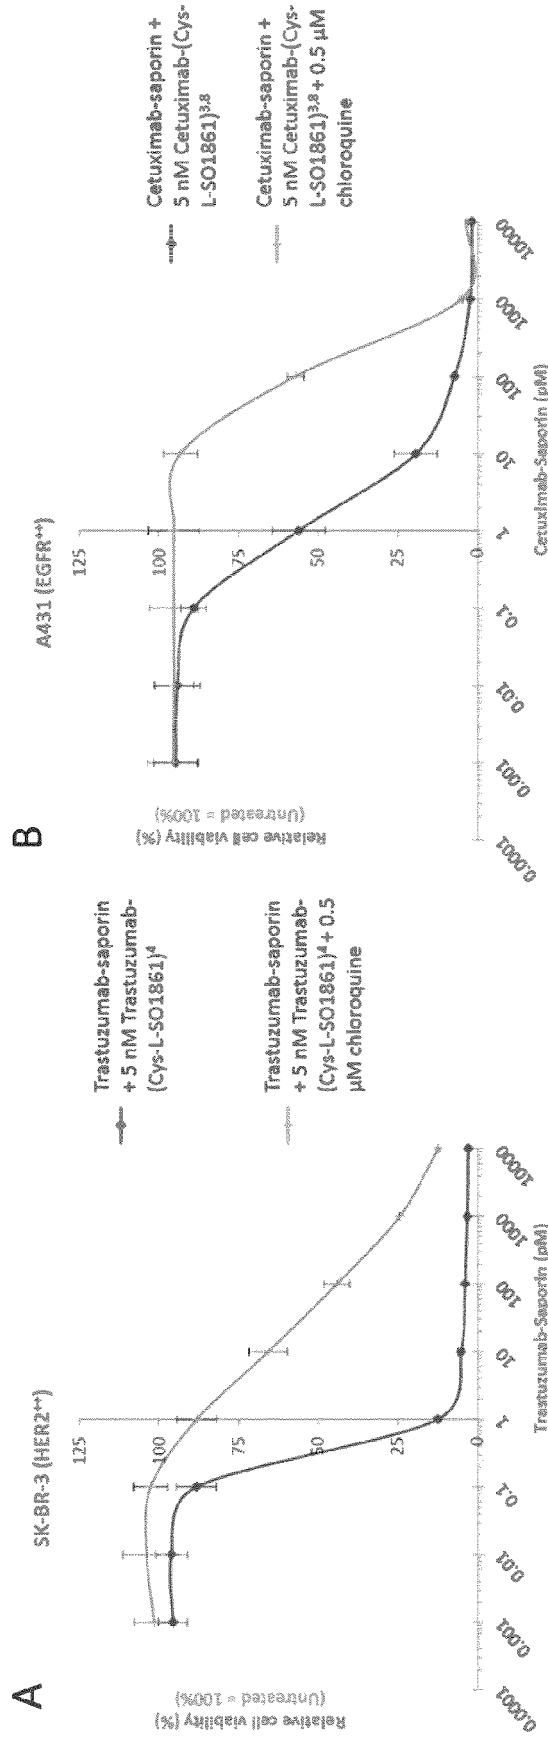 A
SK-BR-3 (HER2⁺⁺)
Relative cell viability (%)
(Untreated = 100%)
125
100
75
50
25
0
0.0001
0.001
0.01
0.1
1
10
100
1000
10000
Trastuzumab-Saporin (pM)
Trastuzumab-saporin
+ 5 nM Trastuzumab-
(Cys-L-SO1861)⁴
Trastuzumab-saporin
+ 5 nM Trastuzumab-
(Cys-L-SO1861)⁴+ 0.5
µM chloroquine
B
A431 (EGFR⁺⁺)
Relative cell viability (%)
(Untreated = 100%)
125
100
75
50
25
0
0.0001
0.001
0.01
0.1
1
10
100
1000
10000
Cetuximab-Saporin (pM)
Cetuximab-saporin +
5 nM Cetuximab-(Cys-
L-SO1861)³·⁸
Cetuximab-saporin +
5 nM Cetuximab-(Cys-
L-SO1861)³·⁸ + 0.5 µM
chloroquine